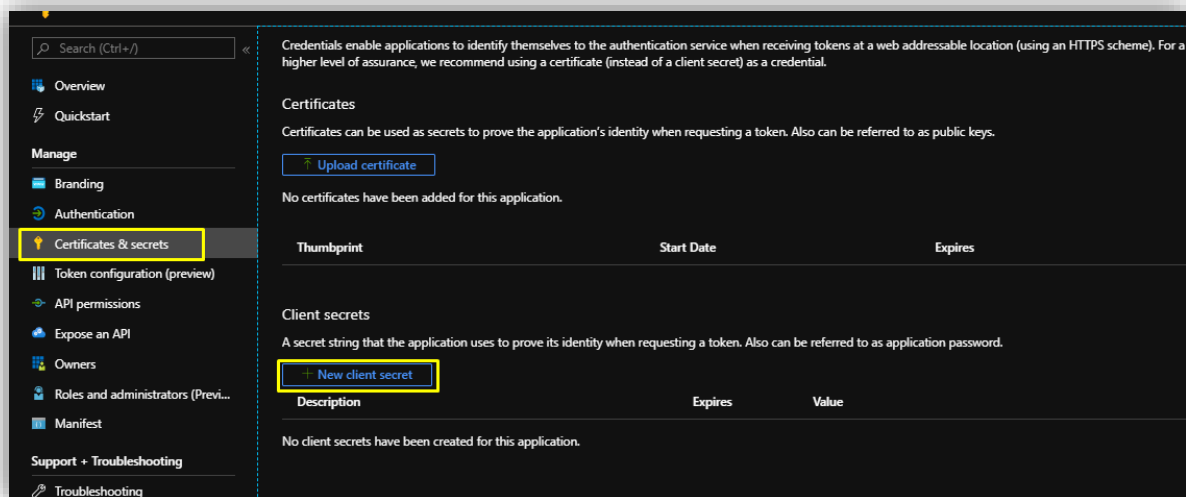 Search (Ctrl+/)
«
Overview
Quickstart
Manage
Branding
Authentication
Certificates & secrets
Token configuration (preview)
API permissions
Expose an API
Owners
Roles and administrators (Previ...
Manifest
Support + Troubleshooting
Troubleshooting
Credentials enable applications to identify themselves to the authentication service when receiving tokens at a web addressable location (using an HTTPS scheme). For a
higher level of assurance, we recommend using a certificate (instead of a client secret) as a credential.
Certificates
Certificates can be used as secrets to prove the application's identity when requesting a token. Also can be referred to as public keys.
Upload certificate
No certificates have been added for this application.
Thumbprint Start Date Expires
Client secrets
A secret string that the application uses to prove its identity when requesting a token. Also can be referred to as application password.
+ New client secret
Description Expires Value
No client secrets have been created for this application.